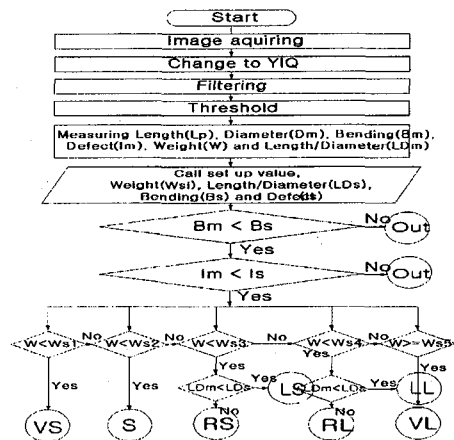 Start
Image aquiring
Change to YIQ
Filtering
Threshold
Measuring Length(Lp), Diameter(Dm), Bending(Bm),
Defect(Im), Weight(W) and Length/Diameter(LDm)
Call set up value,
Weight(Wsi), Length/Diameter(LDs),
Bending(Bs) and Defect(Is)
Bm < Bs
No
Out
Yes
Im < Is
No
Out
Yes
W<Ws1
No
W<Ws2
No
W<Ws3
No
W<Ws4
No
W>=Ws5
Yes
Yes
Yes
Yes
Yes
LDm<LDs
Yes
LS
LDm<LDs
Yes
LL
No
No
VS
S
RS
RL
VL